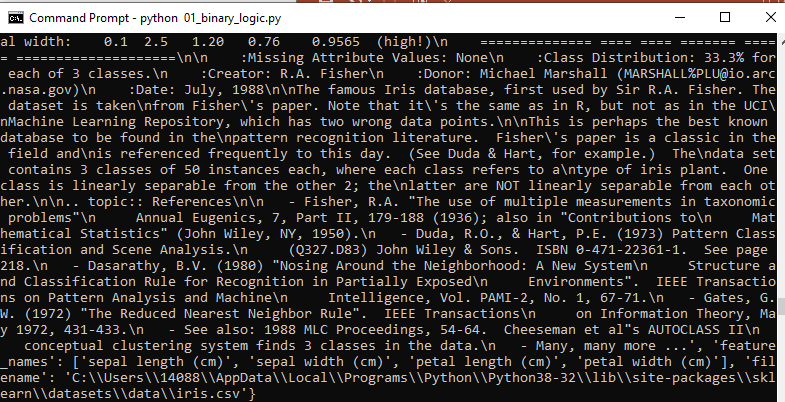 Command Prompt - python  01_binary_logic.py
al width:    0.1  2.5   1.20   0.76    0.9565  (high!)\n    ============== ==== ==== ======= ====
= ====================\n\n    :Missing Attribute Values: None\n    :Class Distribution: 33.3% for
 each of 3 classes.\n    :Creator: R.A. Fisher\n    :Donor: Michael Marshall (MARSHALL%PLU@io.arc
.nasa.gov)\n    :Date: July, 1988\n\nThe famous Iris database, first used by Sir R.A. Fisher. The
 dataset is taken\nfrom Fisher\'s paper. Note that it\'s the same as in R, but not as in the UCI\
nMachine Learning Repository, which has two wrong data points.\n\nThis is perhaps the best known
database to be found in the\npattern recognition literature.  Fisher\'s paper is a classic in the
 field and\nis referenced frequently to this day.  (See Duda & Hart, for example.)  The\ndata set
 contains 3 classes of 50 instances each, where each class refers to a\ntype of iris plant.  One
class is linearly separable from the other 2; the\nlatter are NOT linearly separable from each ot
her.\n\n.. topic:: References\n\n   - Fisher, R.A. "The use of multiple measurements in taxonomic
 problems"\n     Annual Eugenics, 7, Part II, 179-188 (1936); also in "Contributions to\n     Mat
hematical Statistics" (John Wiley, NY, 1950).\n   - Duda, R.O., & Hart, P.E. (1973) Pattern Class
ification and Scene Analysis.\n     (Q327.D83) John Wiley & Sons.  ISBN 0-471-22361-1.  See page
218.\n   - Dasarathy, B.V. (1980) "Nosing Around the Neighborhood: A New System\n     Structure a
nd Classification Rule for Recognition in Partially Exposed\n     Environments".  IEEE Transactio
ns on Pattern Analysis and Machine\n     Intelligence, Vol. PAMI-2, No. 1, 67-71.\n   - Gates, G.
W. (1972) "The Reduced Nearest Neighbor Rule".  IEEE Transactions\n     on Information Theory, Ma
y 1972, 431-433.\n   - See also: 1988 MLC Proceedings, 54-64.  Cheeseman et al"s AUTOCLASS II\n
   conceptual clustering system finds 3 classes in the data.\n   - Many, many more ...', 'feature
_names': ['sepal length (cm)', 'sepal width (cm)', 'petal length (cm)', 'petal width (cm)'], 'fil
ename': 'C:\\Users\\14088\\AppData\\Local\\Programs\\Python\\Python38-32\\lib\\site-packages\\skl
earn\\datasets\\data\\iris.csv'}